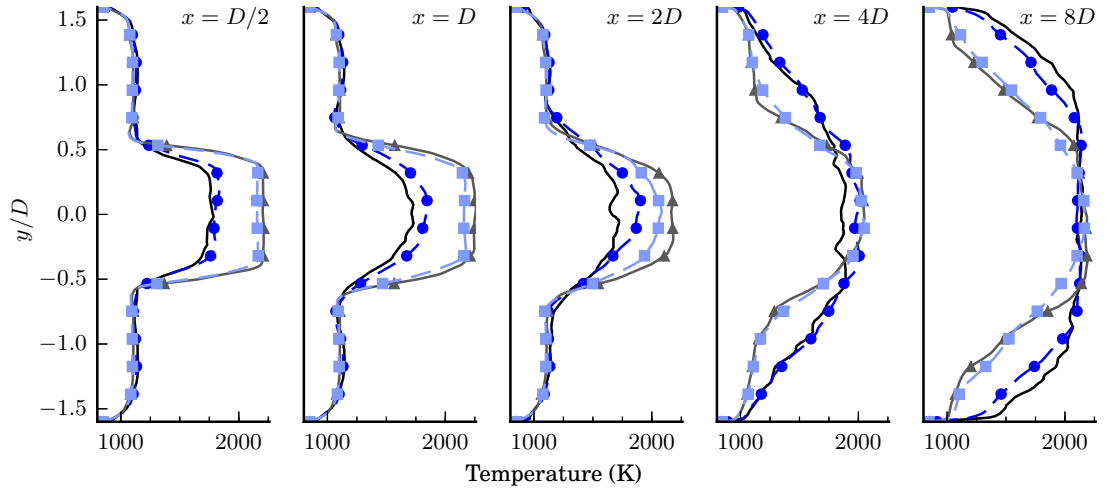 x = D/2
x = D
x = 2D
x = 4D
x = 8D
1.5
1.0
0.5
0.0
−0.5
−1.0
−1.5
y/D
1000 2000 1000 2000 1000 2000 1000 2000 1000 2000
Temperature (K)